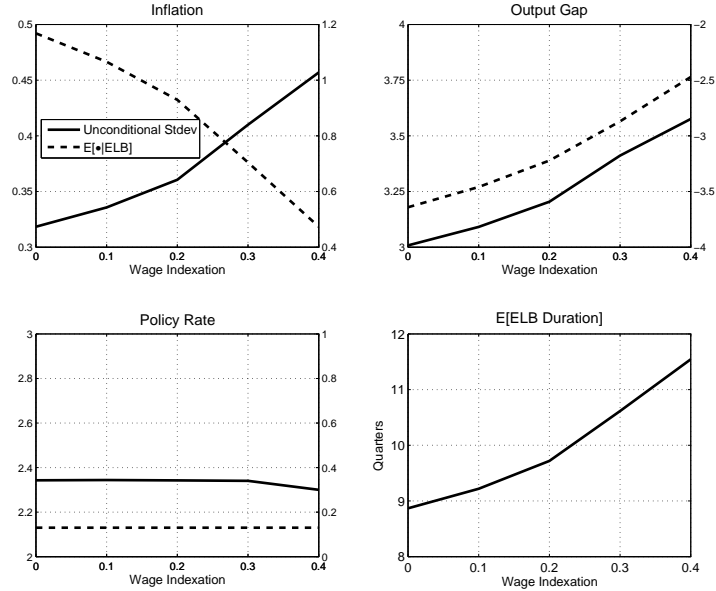 Inflation
0.5
0.45
0.4
0.35
0.3
1.2
1
0.8
0.6
0.4
Unconditional Stdev
E[•|ELB]
0 0.1 0.2 0.3 0.4
Wage Indexation
Output Gap
4
3.75
3.5
3.25
3
−2
−2.5
−3
−3.5
−4
0 0.1 0.2 0.3 0.4
Wage Indexation
Policy Rate
3
2.8
2.6
2.4
2.2
2
1
0.8
0.6
0.4
0.2
0
0 0.1 0.2 0.3 0.4
Wage Indexation
E[ELB Duration]
Quarters
12
11
10
9
8
0 0.1 0.2 0.3 0.4
Wage Indexation